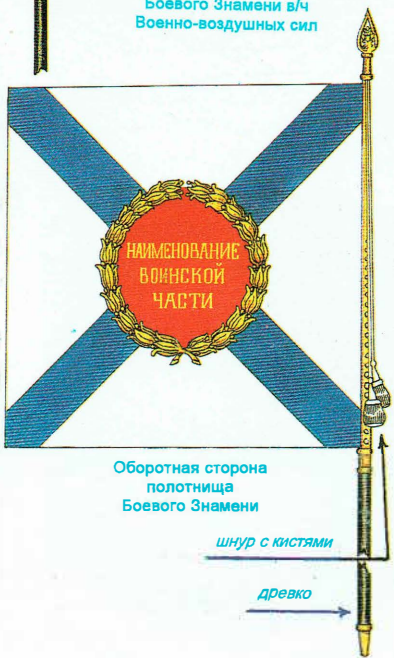 Боевого Знамени в/ч
Военно-воздушных сил
НАИМЕНОВАНИЕ
ВОИНСКОЙ
ЧАСТИ
Оборотная сторона
полотнища
Боевого Знамени
шнур с кистями
древко